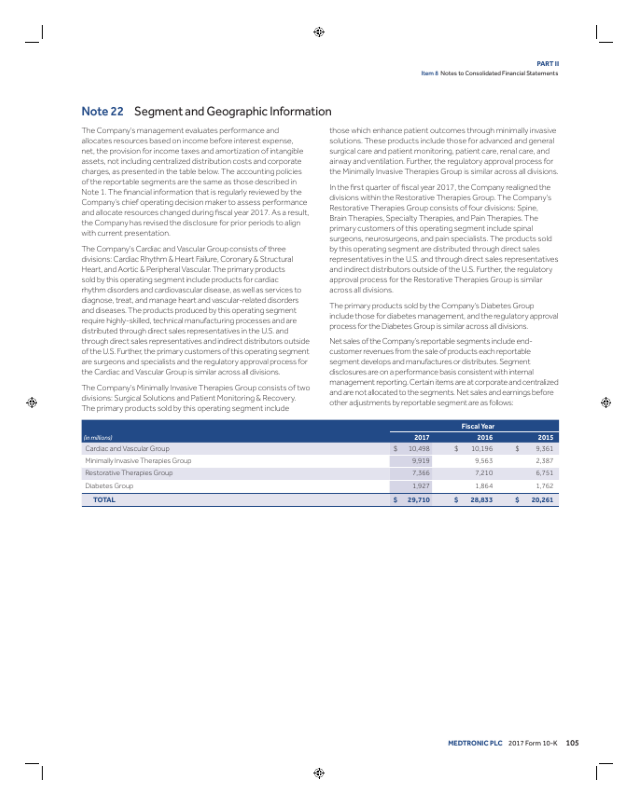 PART II
Item 8 Notes to Consolidated Financial Statements
Note 22 Segment and Geographic Information
The Company's management evaluates performance and
allocates resources based on income before interest expense,
net, the provision for income taxes and amortization of intangible
assets, not including centralized distribution costs and corporate
charges, as presented in the table below. The accounting policies
of the reportable segments are the same as those described in
Note 1. The financial information that is regularly reviewed by the
Company's chief operating decision maker to assess performance
and allocate resources changed during fiscal year 2017. As a result,
the Company has revised the disclosure for prior periods to align
with current presentation.
The Company's Cardiac and Vascular Group consists of three
divisions: Cardiac Rhythm & Heart Failure, Coronary & Structural
Heart, and Aortic & Peripheral Vascular. The primary products
sold by this operating segment include products for cardiac
rhythm disorders and cardiovascular disease, as well as services to
diagnose, treat, and manage heart and vascular-related disorders
and diseases. The products produced by this operating segment
require highly-skilled, technical manufacturing processes and are
distributed through direct sales representatives in the U.S. and
through direct sales representatives and indirect distributors outside
of the U.S. Further, the primary customers of this operating segment
are surgeons and specialists and the regulatory approval process for
the Cardiac and Vascular Group is similar across all divisions.
The Company's Minimally Invasive Therapies Group consists of two
divisions: Surgical Solutions and Patient Monitoring & Recovery.
The primary products sold by this operating segment include
those which enhance patient outcomes through minimally invasive
solutions. These products include those for advanced and general
surgical care and patient monitoring, patient care, renal care, and
airway and ventilation. Further, the regulatory approval process for
the Minimally Invasive Therapies Group is similar across all divisions.
In the first quarter of fiscal year 2017, the Company realigned the
divisions within the Restorative Therapies Group. The Company's
Restorative Therapies Group consists of four divisions: Spine,
Brain Therapies, Specialty Therapies, and Pain Therapies. The
primary customers of this operating segment include spinal
surgeons, neurosurgeons, and pain specialists. The products sold
by this operating segment are distributed through direct sales
representatives in the U.S. and through direct sales representatives
and indirect distributors outside of the U.S. Further, the regulatory
approval process for the Restorative Therapies Group is similar
across all divisions.
The primary products sold by the Company's Diabetes Group
include those for diabetes management, and the regulatory approval
process for the Diabetes Group is similar across all divisions.
Net sales of the Company's reportable segments include end-
customer revenues from the sale of products each reportable
segment develops and manufactures or distributes. Segment
disclosures are on a performance basis consistent with internal
management reporting. Certain items are at corporate and centralized
and are not allocated to the segments. Net sales and earnings before
other adjustments by reportable segment are as follows:
Fiscal Year
(in millions) 2017 2016 2015
Cardiac and Vascular Group $ 10,498 $ 10,196 $ 9,361
Minimally Invasive Therapies Group 9,919 9,563 2,387
Restorative Therapies Group 7,366 7,210 6,751
Diabetes Group 1,927 1,864 1,762
TOTAL $ 29,710 $ 28,833 $ 20,261
MEDTRONIC PLC 2017 Form 10-K 105